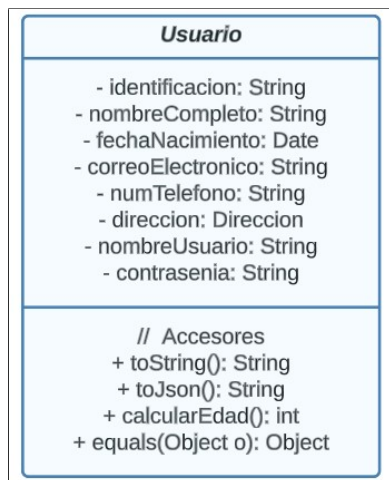 Usuario
- identificacion: String
- nombreCompleto: String
- fechaNacimiento: Date
- correoElectronico: String
- numTelefono: String
- direccion: Direccion
- nombreUsuario: String
- contrasenia: String
// Accesores
+ toString(): String
+ toJson(): String
+ calcularEdad(): int
+ equals(Object o): Object